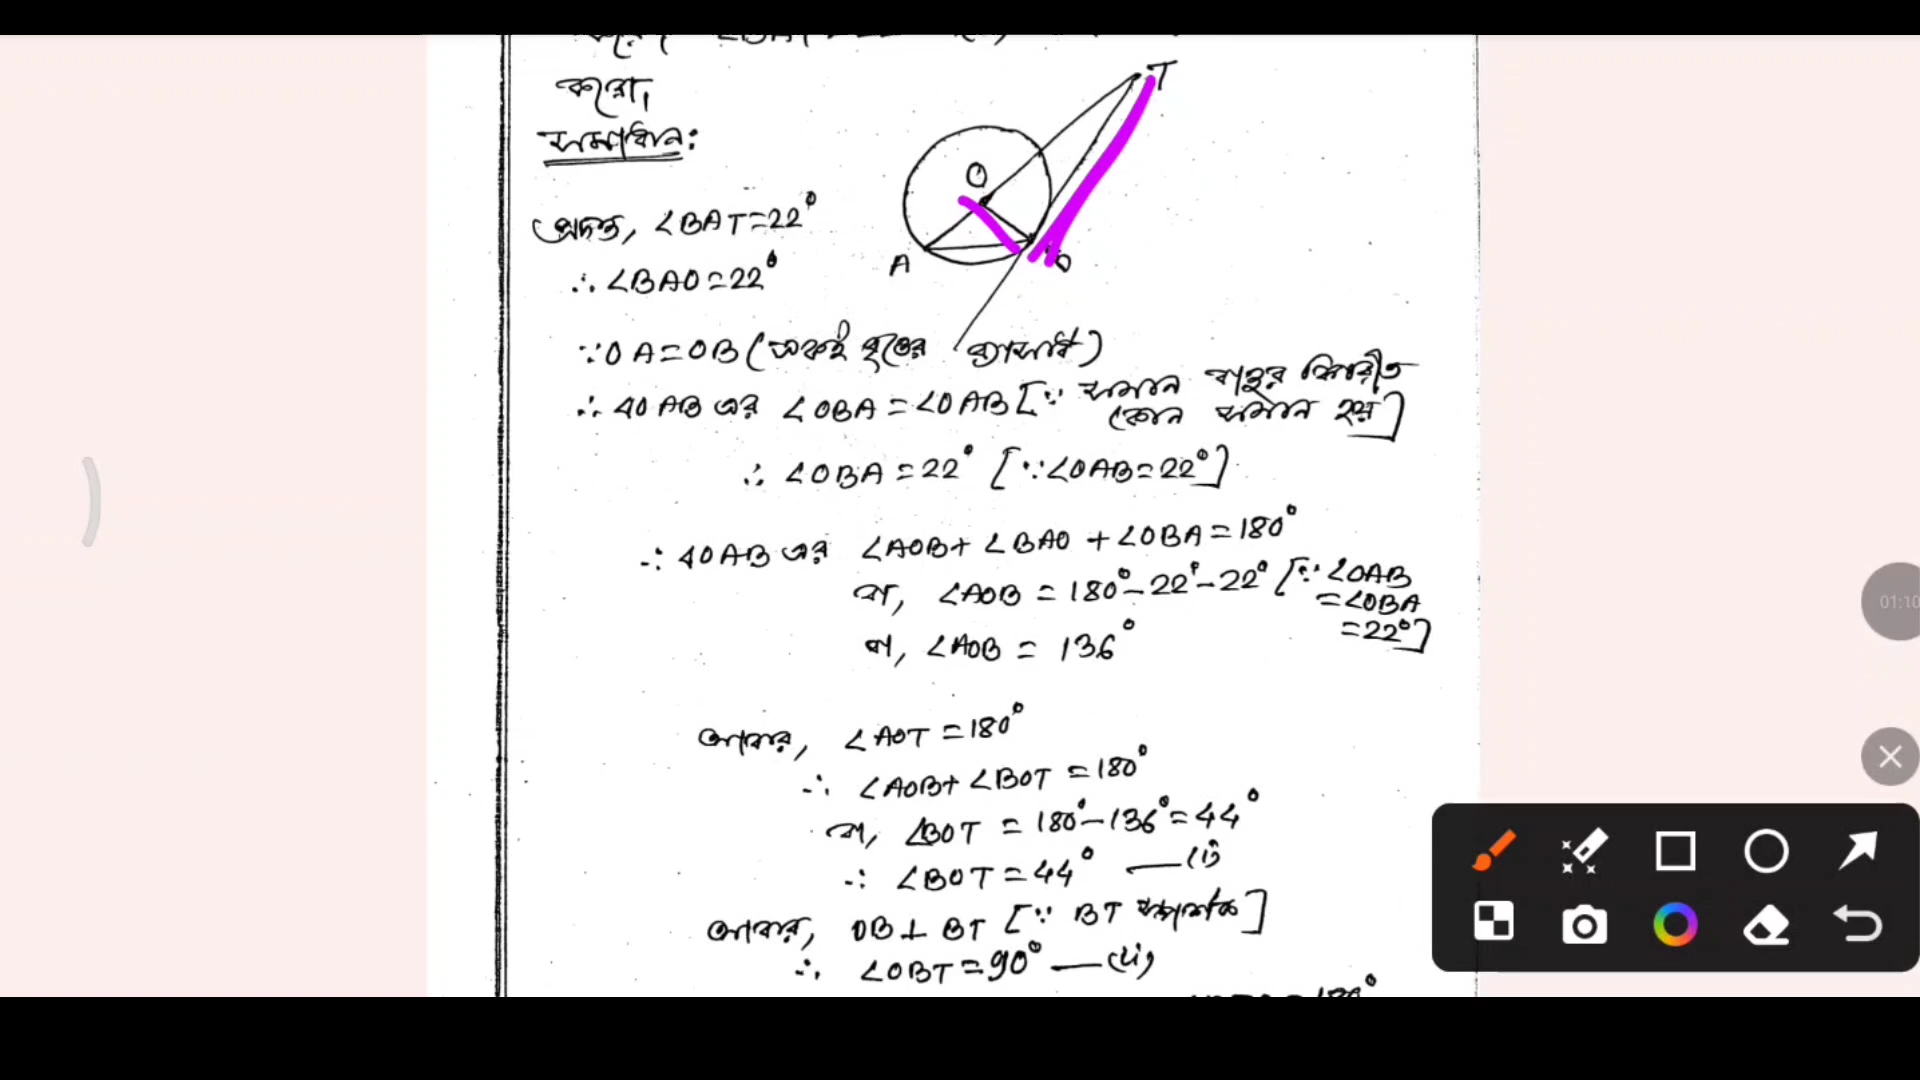 করো।
সমাধান:
T
O
A
B
প্রদত্ত, ∠BAT=22°
∴ ∠BAO=22°
∵OA=OB (একই বৃত্তের ব্যাসার্ধ)
∴ ΔOAB এর ∠OBA=∠OAB [∵ সমান বাহুর বিপরীত
কোন সমান হয়]
∴ ∠OBA=22° [∵∠OAB=22°]
∴ ΔOAB এর ∠AOB+∠BAO+∠OBA=180°
বা, ∠AOB=180°-22°-22° [∵∠OAB
=∠OBA
=22°]
বা, ∠AOB=136°
আবার, ∠AOT=180°
∴ ∠AOB+∠BOT=180°
বা, ∠BOT=180°-136°=44°
∴ ∠BOT=44° —(i)
আবার, OB⊥BT [∵ BT স্পর্শক]
∴ ∠OBT=90° —(ii)
01:10